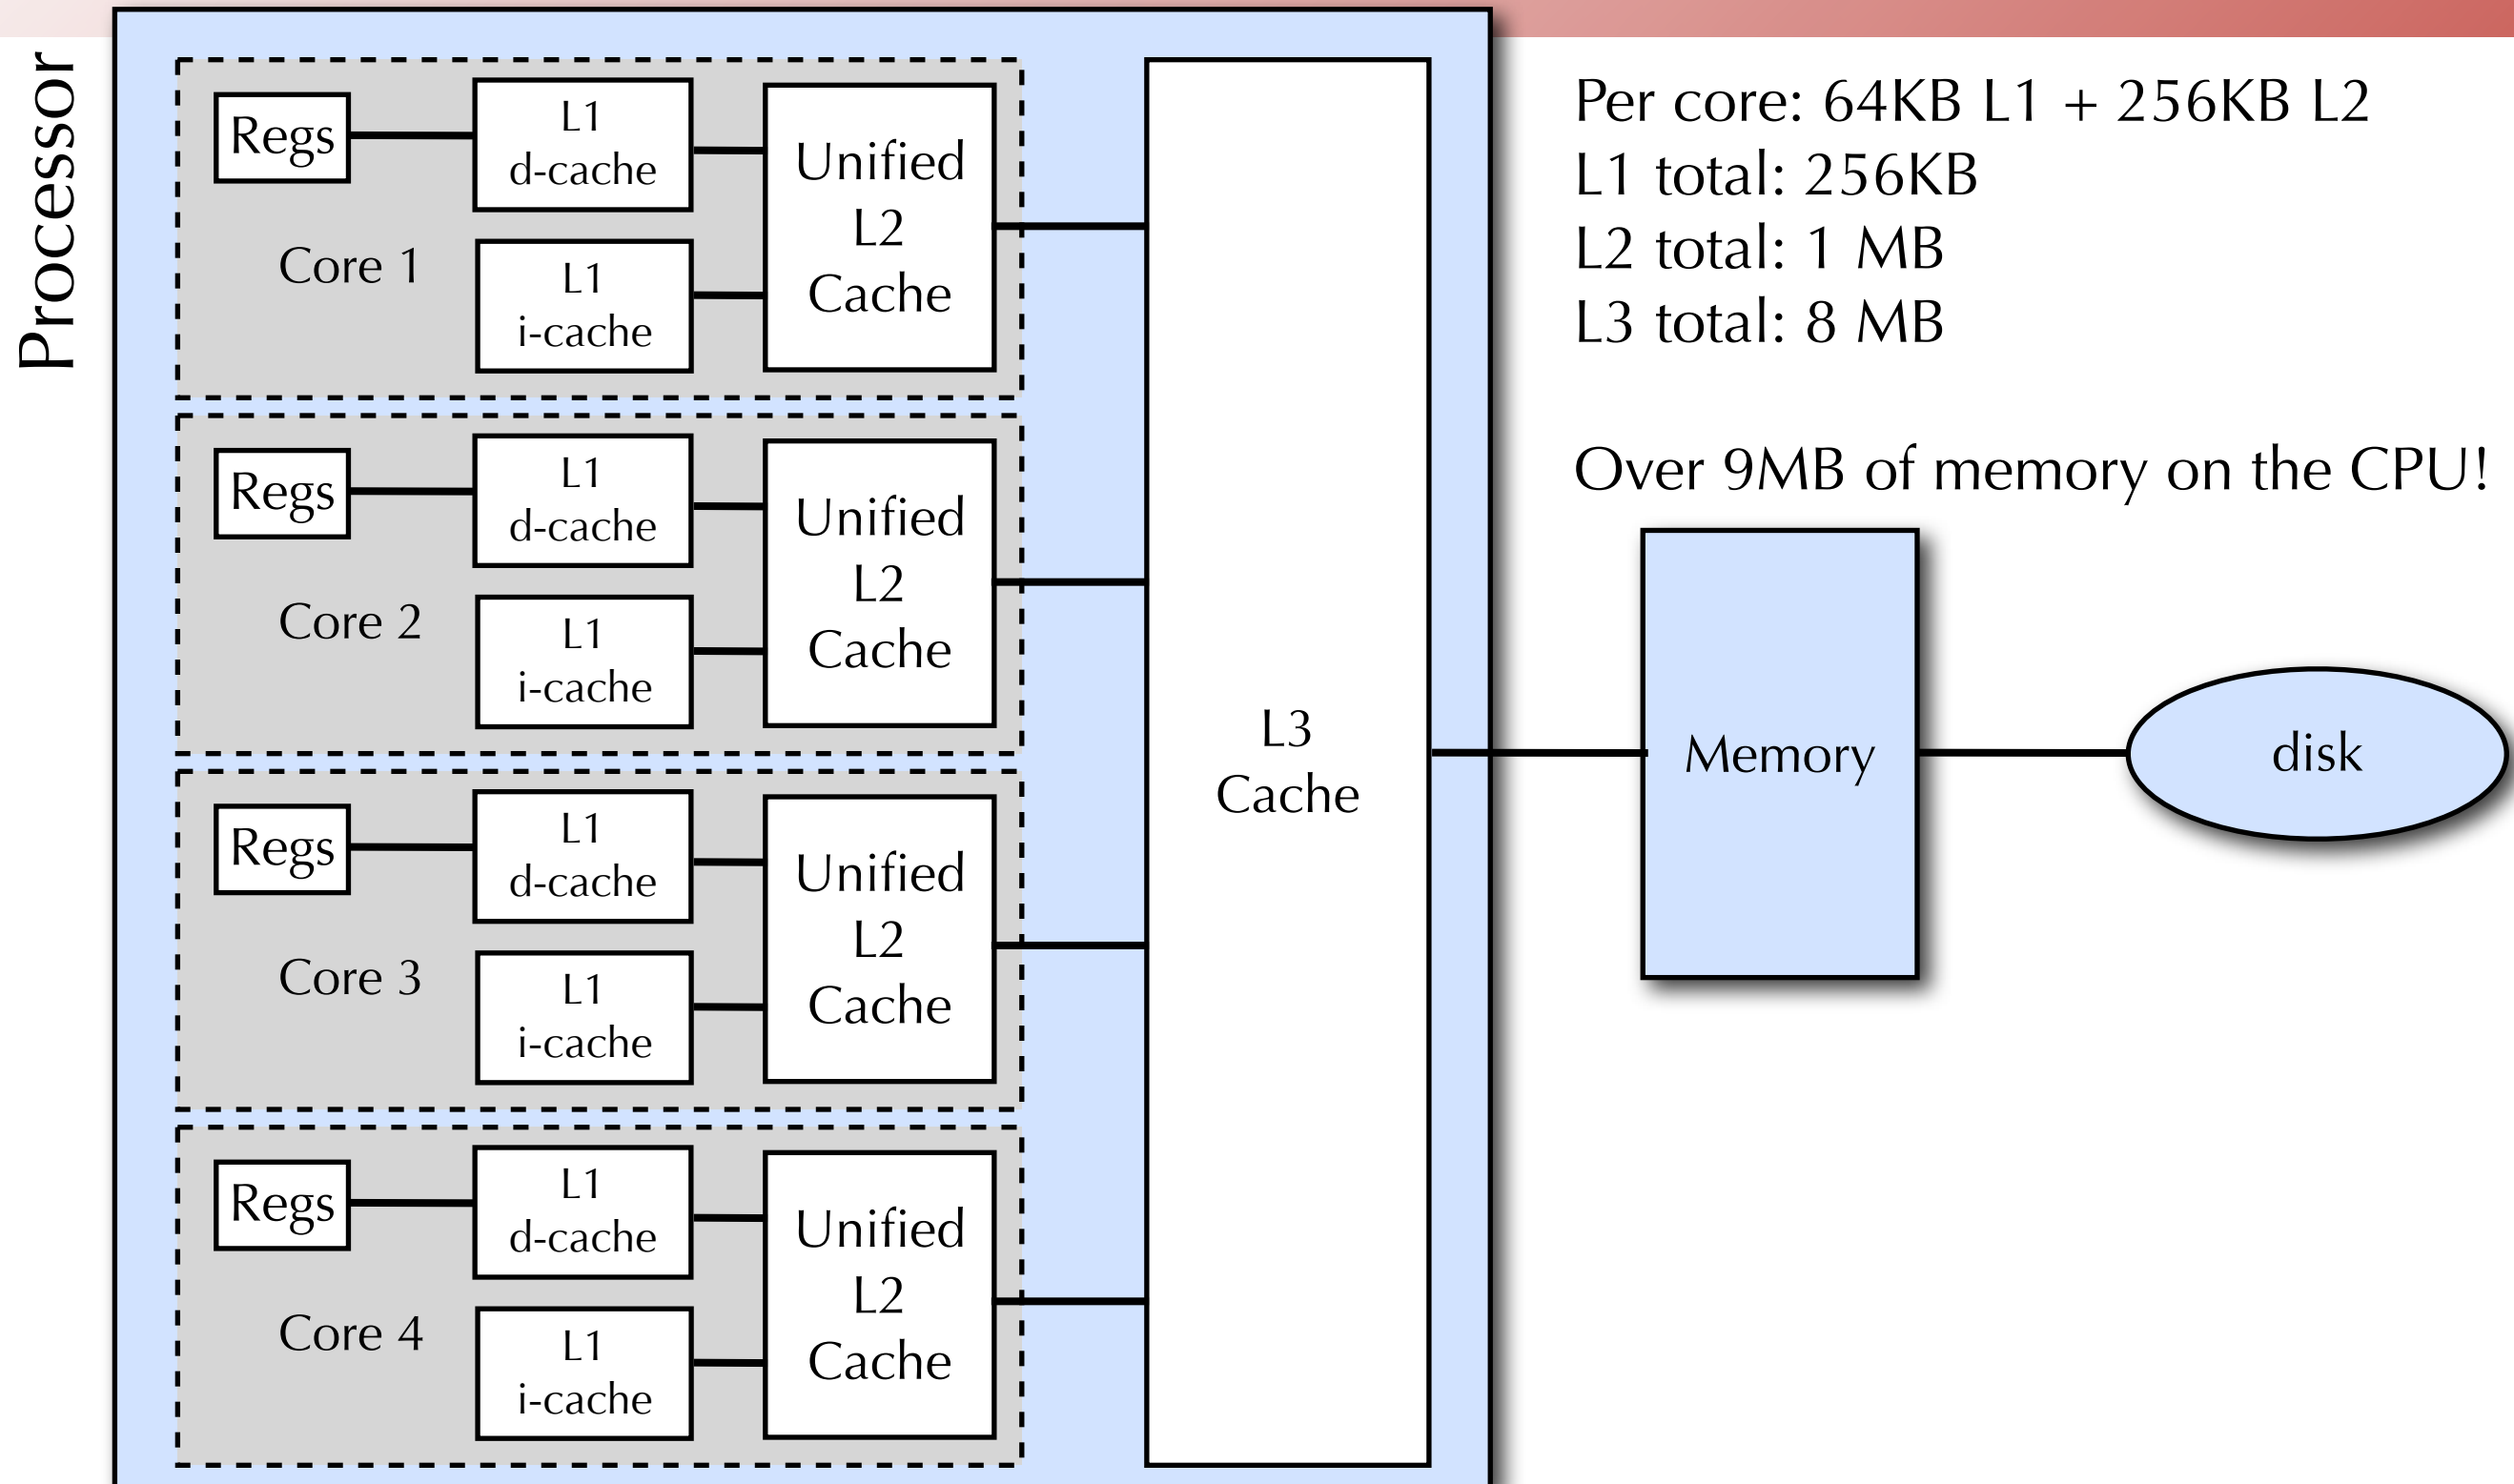 Processor
Regs
L1
d-cache
Core 1
L1
i-cache
Unified
L2
Cache
Regs
L1
d-cache
Core 2
L1
i-cache
Unified
L2
Cache
Regs
L1
d-cache
Core 3
L1
i-cache
Unified
L2
Cache
Regs
L1
d-cache
Core 4
L1
i-cache
Unified
L2
Cache
L3
Cache
Per core: 64KB L1 + 256KB L2
L1 total: 256KB
L2 total: 1 MB
L3 total: 8 MB
Over 9MB of memory on the CPU!
Memory
disk